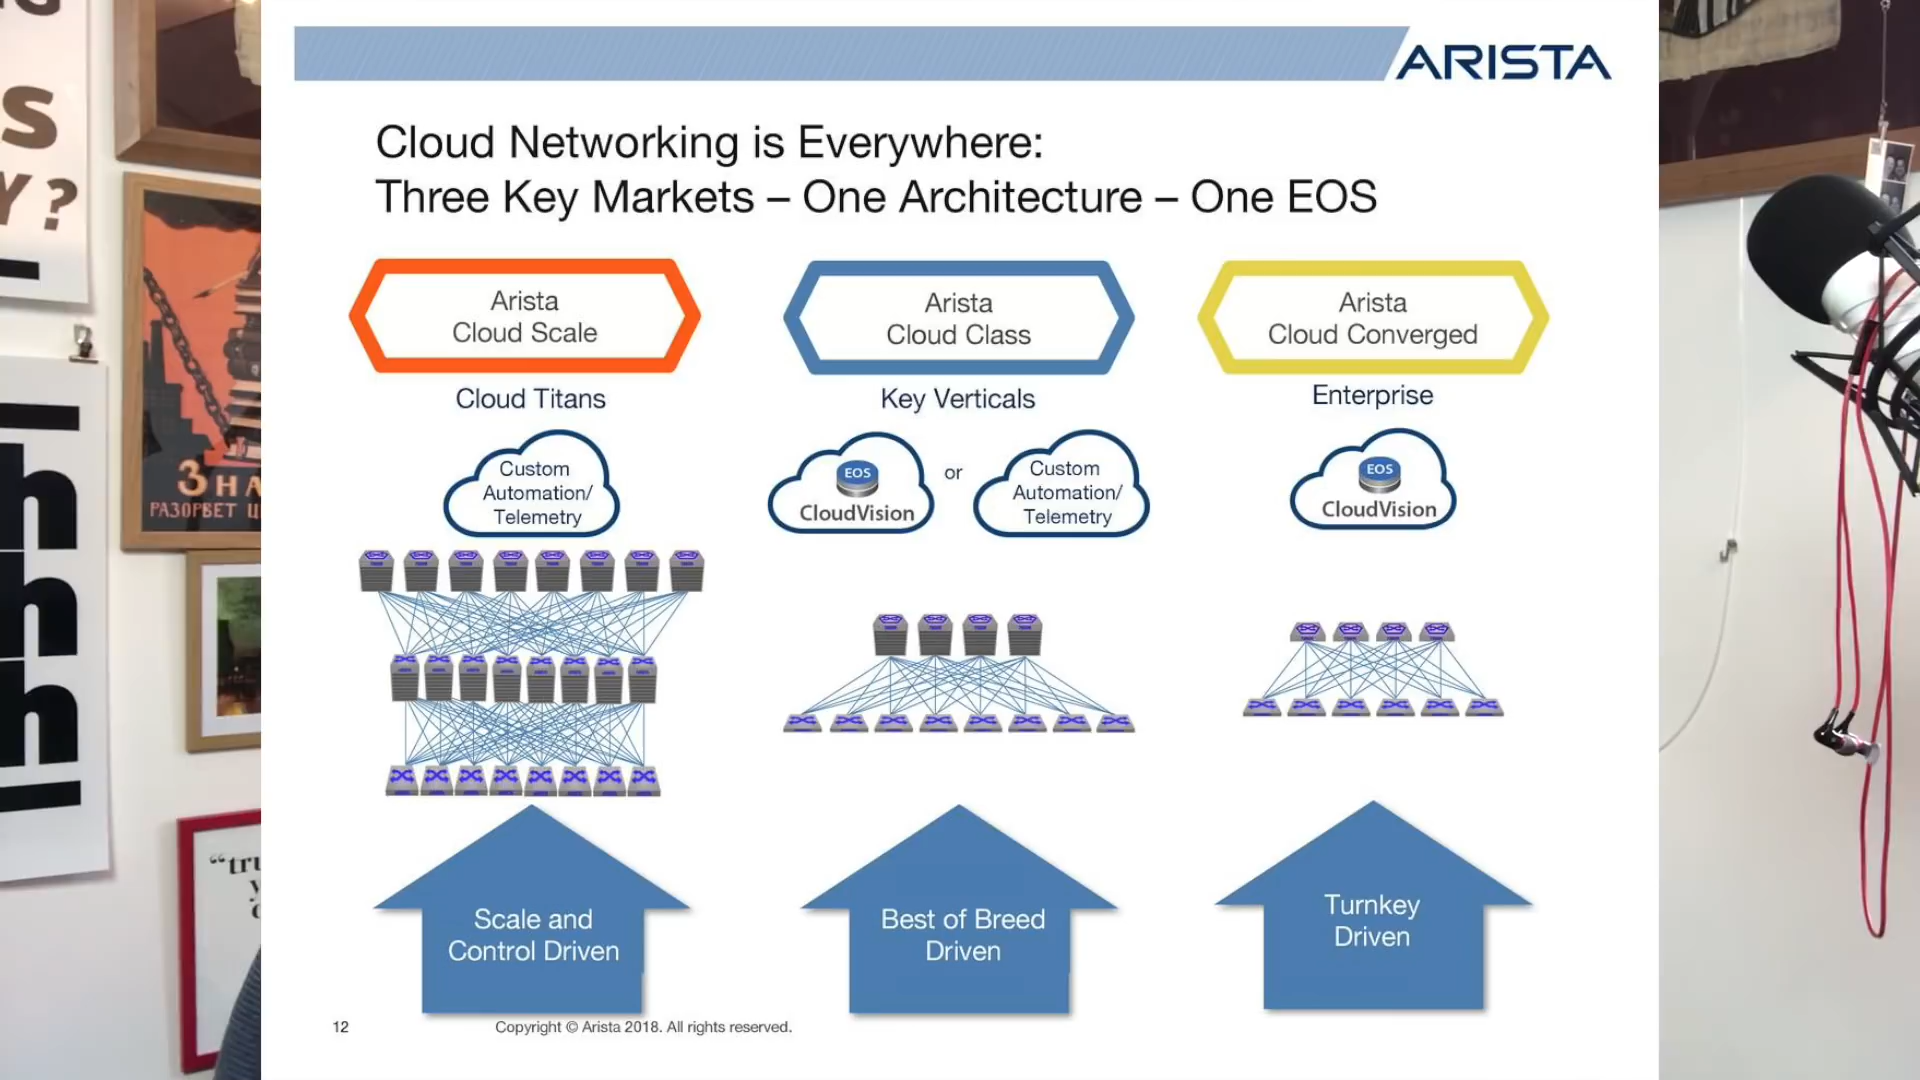 ARISTA
Cloud Networking is Everywhere:
Three Key Markets – One Architecture – One EOS
Arista
Cloud Scale
Arista
Cloud Class
Arista
Cloud Converged
Cloud Titans
Key Verticals
Enterprise
Custom
Automation/
Telemetry
EOS
CloudVision
or
Custom
Automation/
Telemetry
EOS
CloudVision
Scale and
Control Driven
Best of Breed
Driven
Turnkey
Driven
12
Copyright © Arista 2018. All rights reserved.
S
Y?
h
h
h
РАЗОРВЕТ
"tru